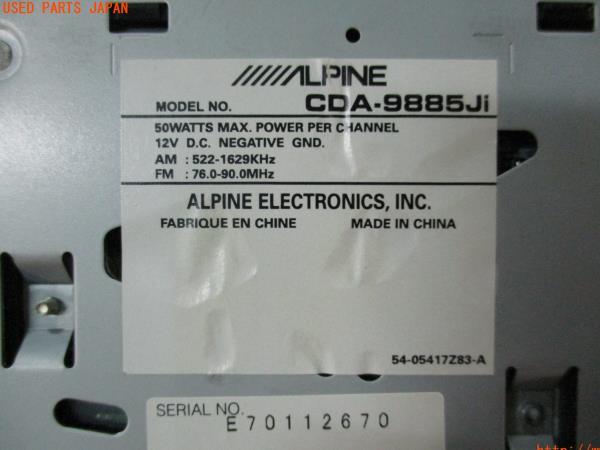 USED PARTS JAPAN
/////ALPINE
MODEL NO. CDA-9885Ji
50WATTS MAX. POWER PER CHANNEL
12V D.C. NEGATIVE GND.
AM : 522-1629KHz
FM : 76.0-90.0MHz
ALPINE ELECTRONICS, INC.
FABRIQUE EN CHINE MADE IN CHINA
54-05417Z83-A
SERIAL NO.
E70112670